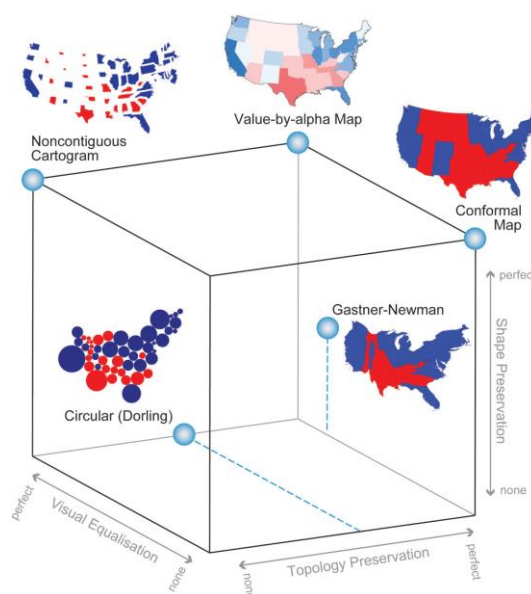 Value-by-alpha Map
Noncontiguous
Cartogram
Conformal
Map
perfect
Gastner-Newman
Shape Preservation
Circular (Dorling)
none
perfect
Visual Equalisation
none
none
Topology Preservation
perfect